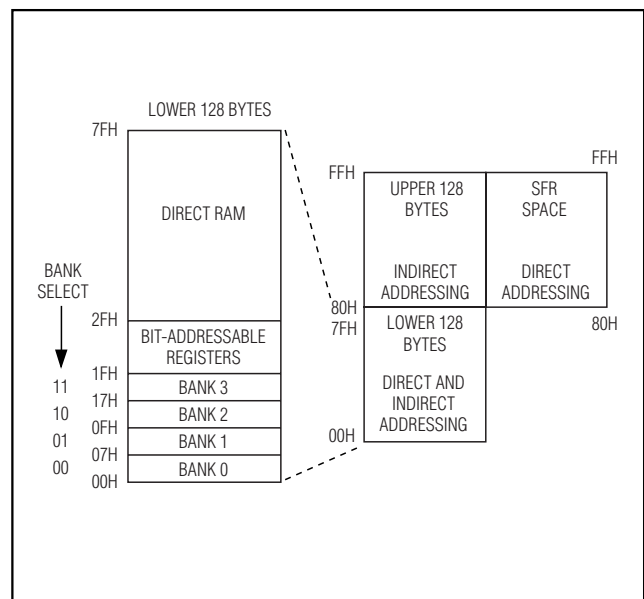 LOWER 128 BYTES
7FH
DIRECT RAM
BANK
SELECT
2FH
BIT-ADDRESSABLE
REGISTERS
1FH
11
BANK 3
17H
10
BANK 2
0FH
01
BANK 1
07H
00
BANK 0
00H
FFH
FFH
UPPER 128
BYTES
INDIRECT
ADDRESSING
SFR
SPACE
DIRECT
ADDRESSING
80H
80H
7FH
LOWER 128
BYTES
DIRECT AND
INDIRECT
ADDRESSING
00H